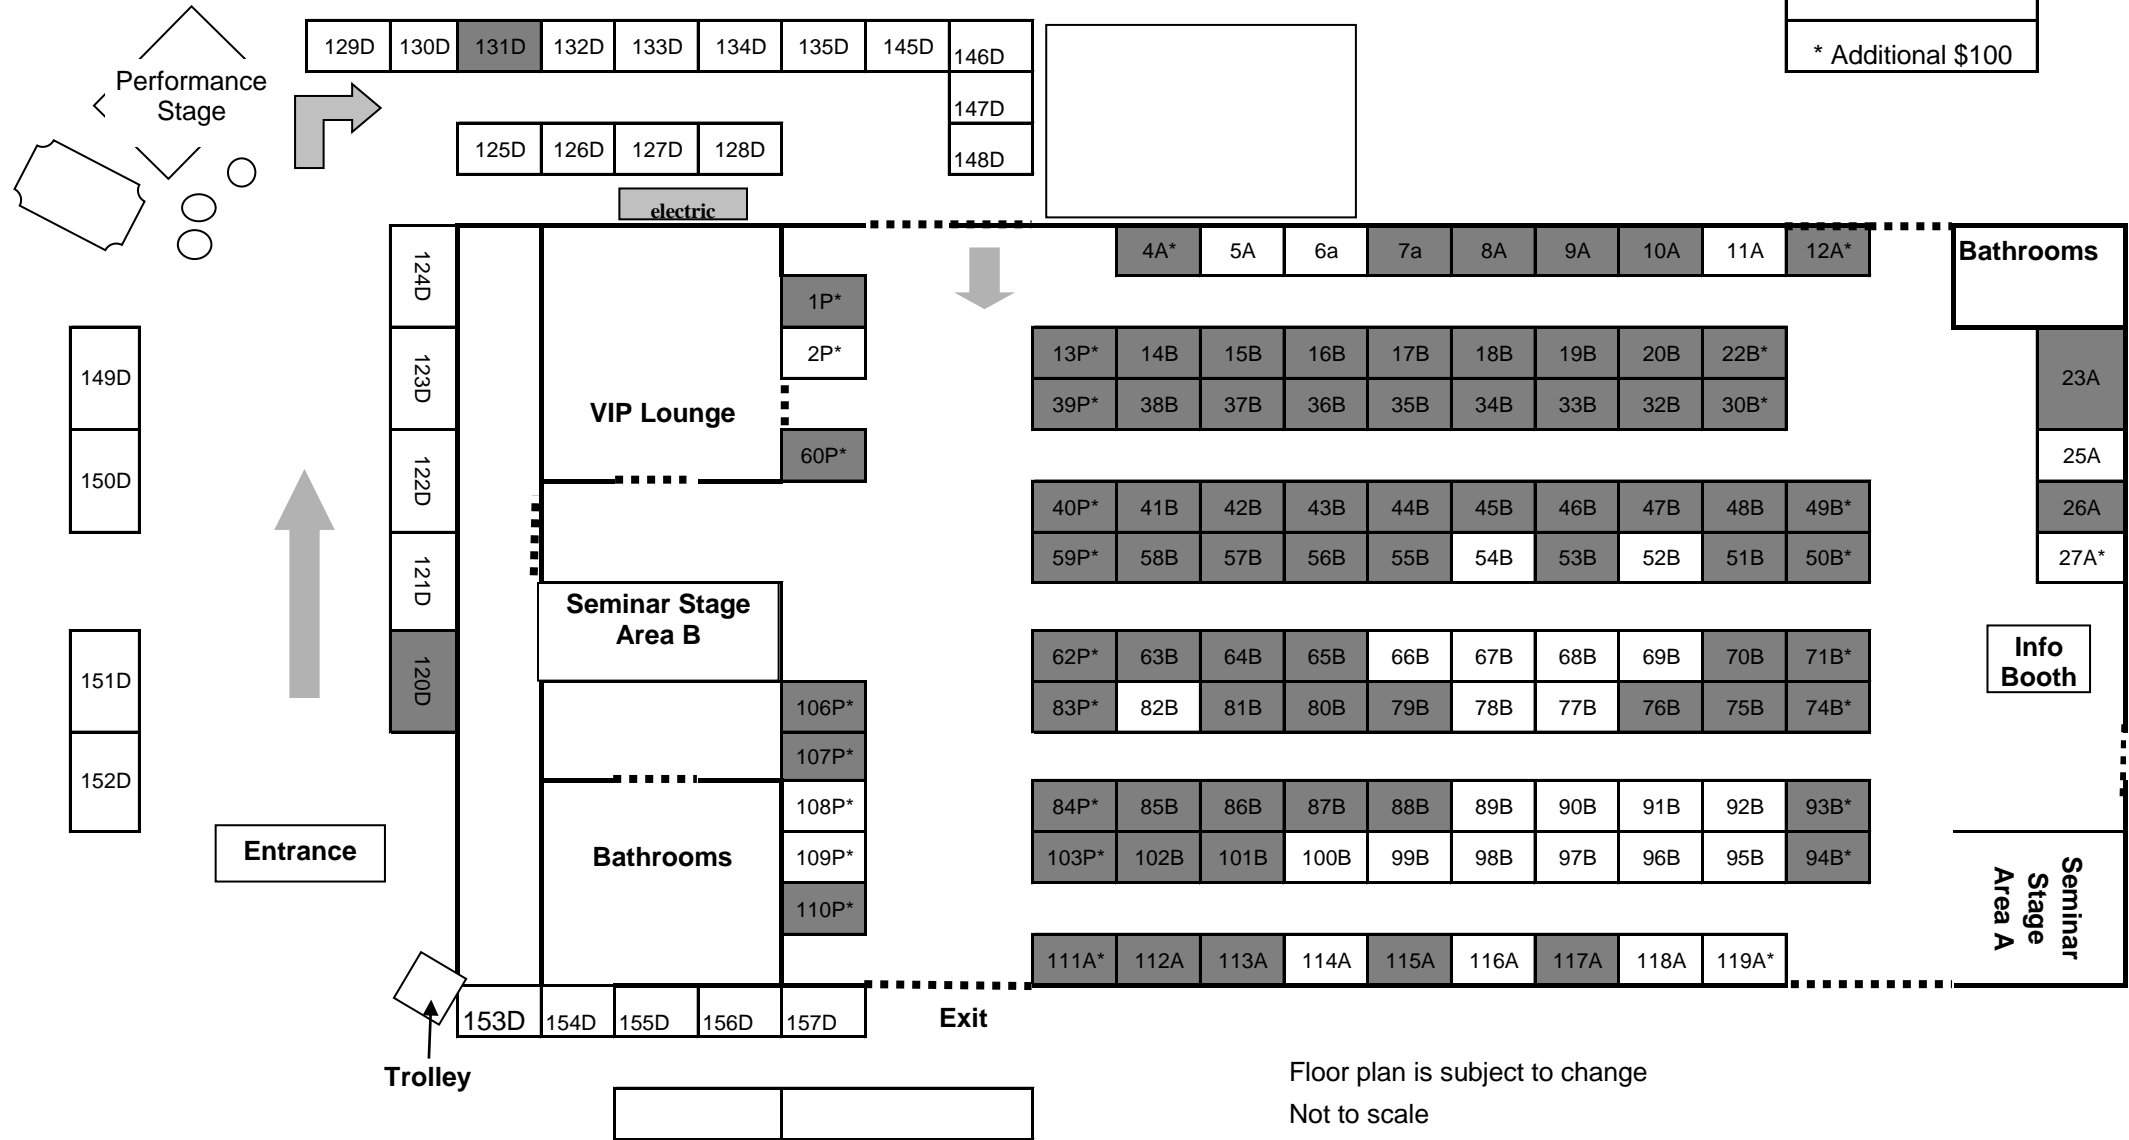 * Additional $100
129D 130D 131D 132D 133D 134D 135D 145D 146D
Performance
Stage
147D
125D 126D 127D 128D 148D
electric
124D
123D
122D
121D
120D
149D
150D
151D
152D
Entrance
Trolley
VIP Lounge
1P*
2P*
60P*
Seminar Stage
Area B
106P*
107P*
108P*
109P*
110P*
Bathrooms
153D 154D 155D 156D 157D
Exit
4A* 5A 6a 7a 8A 9A 10A 11A 12A*
13P* 14B 15B 16B 17B 18B 19B 20B 22B*
39P* 38B 37B 36B 35B 34B 33B 32B 30B*
40P* 41B 42B 43B 44B 45B 46B 47B 48B 49B*
59P* 58B 57B 56B 55B 54B 53B 52B 51B 50B*
62P* 63B 64B 65B 66B 67B 68B 69B 70B 71B*
83P* 82B 81B 80B 79B 78B 77B 76B 75B 74B*
84P* 85B 86B 87B 88B 89B 90B 91B 92B 93B*
103P* 102B 101B 100B 99B 98B 97B 96B 95B 94B*
111A* 112A 113A 114A 115A 116A 117A 118A 119A*
Bathrooms
23A
25A
26A
27A*
Info
Booth
Seminar
Stage
Area A
Floor plan is subject to change
Not to scale